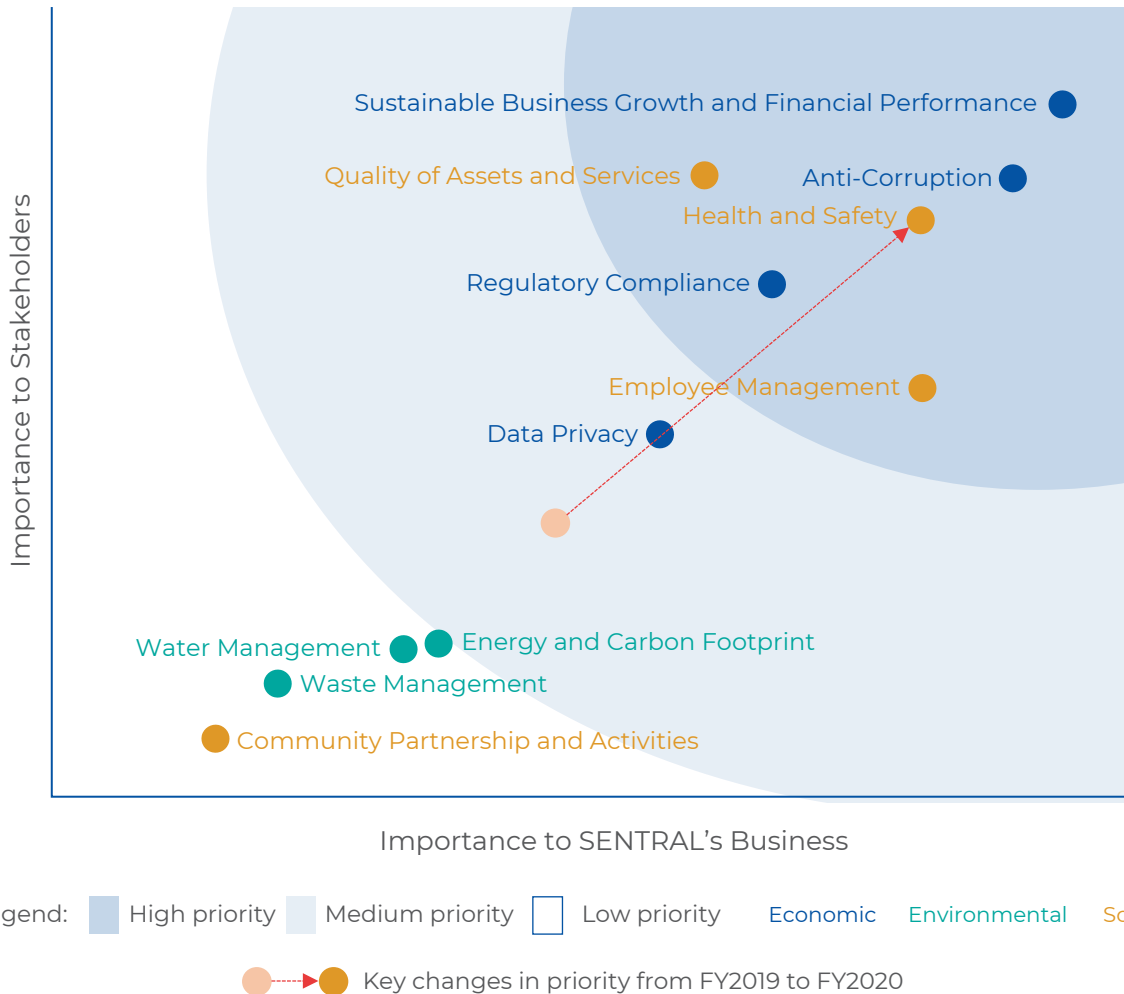 Sustainable Business Growth and Financial Performance
Quality of Assets and Services
Anti-Corruption
Health and Safety
Regulatory Compliance
Employee Management
Data Privacy
Importance to Stakeholders
Water Management
Energy and Carbon Footprint
Waste Management
Community Partnership and Activities
Importance to SENTRAL’s Business
gend: High priority Medium priority Low priority Economic Environmental
Key changes in priority from FY2019 to FY2020